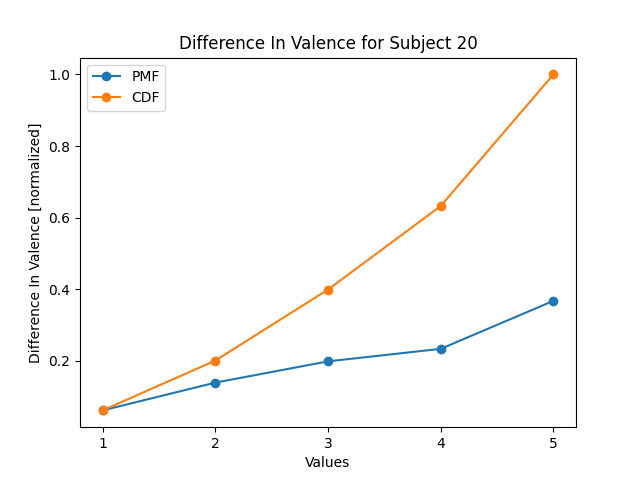 Difference In Valence for Subject 20
PMF
CDF
1.0
0.8
0.6
0.4
0.2
Difference In Valence [normalized]
1 2 3 4 5
Values